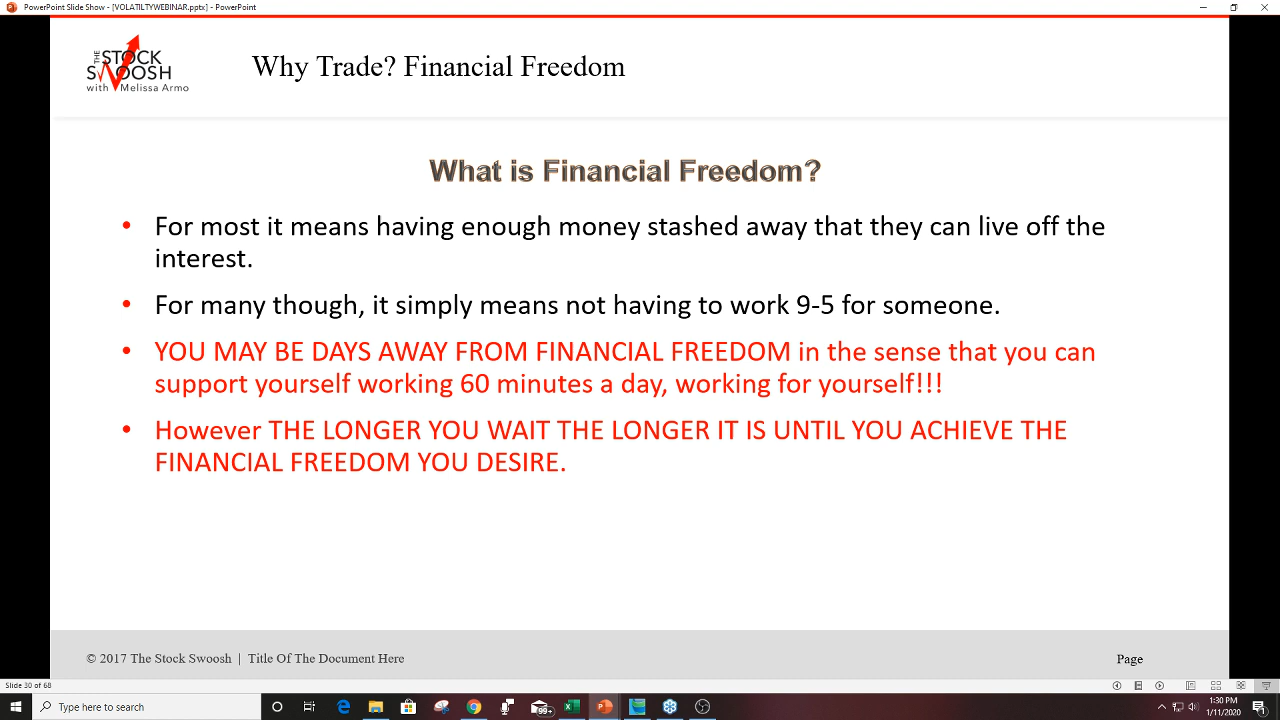 PowerPoint Slide Show - [VOLATILTYWEBINAR.pptx] - PowerPoint
THE STOCK
SWOOSH
with Melissa Armo
Why Trade? Financial Freedom
What is Financial Freedom?
• For most it means having enough money stashed away that they can live off the
interest.
• For many though, it simply means not having to work 9-5 for someone.
• YOU MAY BE DAYS AWAY FROM FINANCIAL FREEDOM in the sense that you can
support yourself working 60 minutes a day, working for yourself!!!
• However THE LONGER YOU WAIT THE LONGER IT IS UNTIL YOU ACHIEVE THE
FINANCIAL FREEDOM YOU DESIRE.
© 2017 The Stock Swoosh | Title Of The Document Here
Page
Slide 30 of 68
Type here to search
99+
1:30 PM
1/11/2020